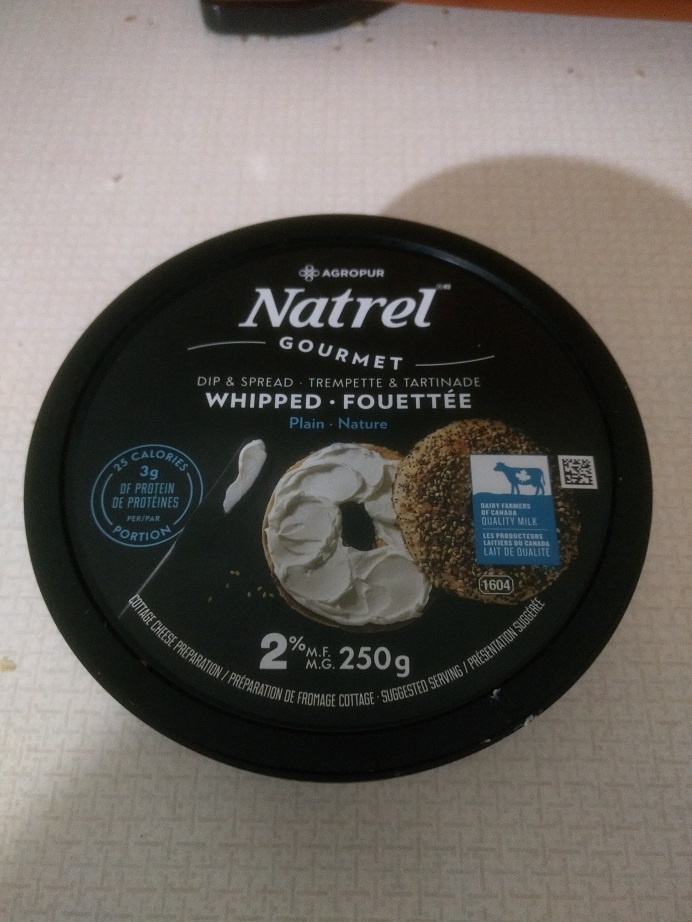 AGROPUR
Natrel
GOURMET
DIP & SPREAD · TREMPETTE & TARTINADE
WHIPPED · FOUETTÉE
Plain · Nature
25 CALORIES
3g
OF PROTEIN
DE PROTÉINES
PER/PAR
PORTION
DAIRY FARMERS
OF CANADA
QUALITY MILK
LES PRODUCTEURS
LAITIERS DU CANADA
LAIT DE QUALITÉ
1604
2% M.F.
M.G. 250g
COTTAGE CHEESE PREPARATION / PRÉPARATION DE FROMAGE COTTAGE · SUGGESTED SERVING / PRÉSENTATION SUGGÉRÉE